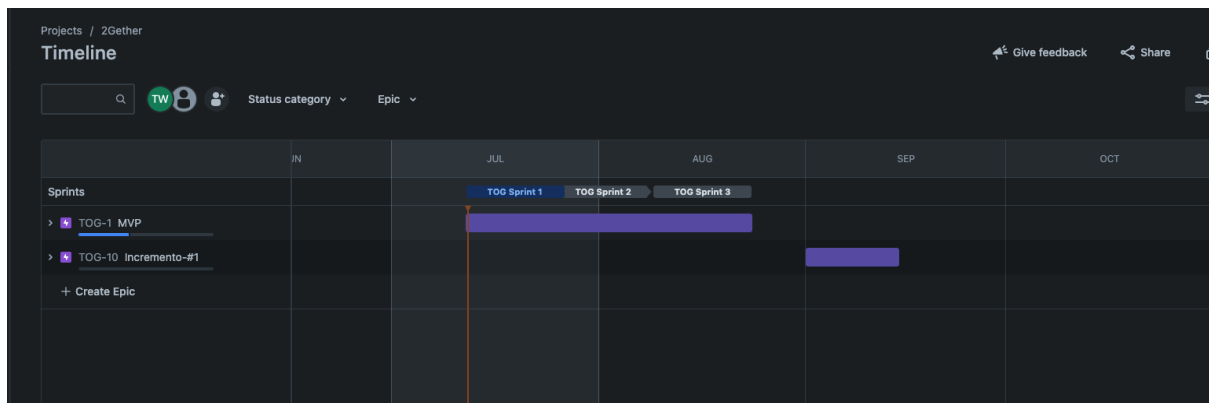 Projects / 2Gether
Timeline
Give feedback
Share
TW
Status category
Epic
JUL
AUG
SEP
OCT
Sprints
TOG Sprint 1
TOG Sprint 2
TOG Sprint 3
TOG-1 MVP
TOG-10 Incremento-#1
+ Create Epic